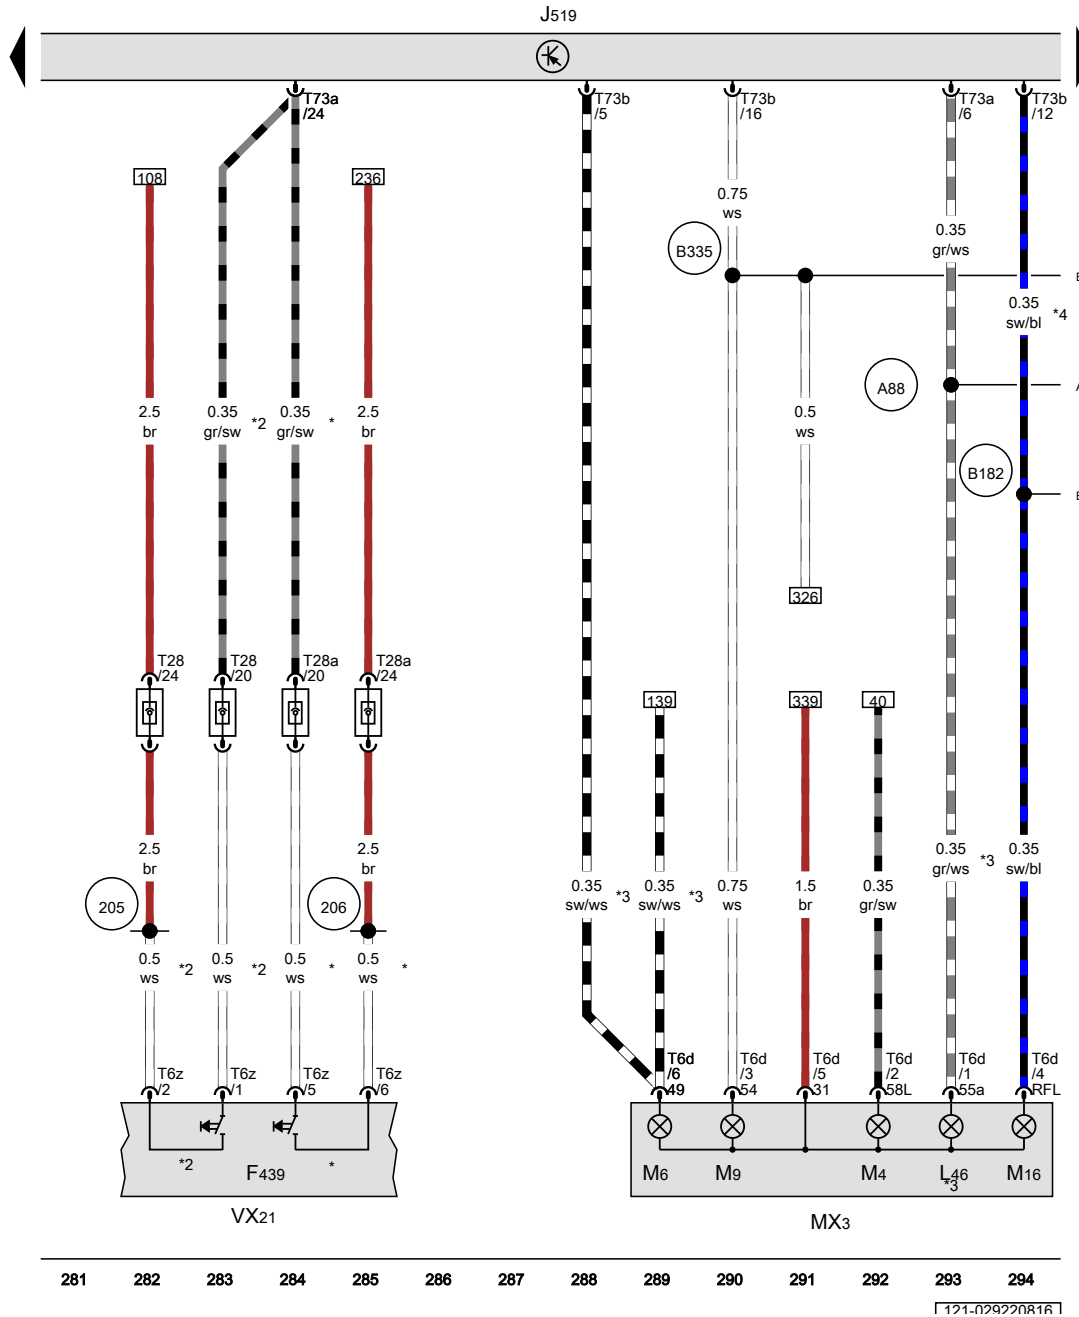 J519
T73a
/24
T73b
/5
T73b
/16
T73a
/6
T73b
/12
108
236
0.75
ws
0.35
gr/ws
B335
0.35
sw/bl
*4
A88
2.5
br
0.35
gr/sw
*2
0.35
gr/sw
*
2.5
br
0.5
ws
B182
326
T28
/24
T28
/20
T28a
/20
T28a
/24
139
339
40
2.5
br
2.5
br
0.35
gr/ws
*3
0.35
sw/bl
205
206
0.35
sw/ws
*3
0.35
sw/ws
*3
0.75
ws
1.5
br
0.35
gr/sw
0.5
ws
*2
0.5
ws
*2
0.5
ws
*
0.5
ws
*
T6z
/2
T6z
/1
T6z
/5
T6z
/6
T6d
/6
49
T6d
/3
54
T6d
/5
31
T6d
/2
58L
T6d
/1
55a
T6d
/4
RFL
*2
F439
*
M6
M9
M4
L46
*3
M16
VX21
MX3
281 282 283 284 285 286 287 288 289 290 291 292 293 294
121-029220816